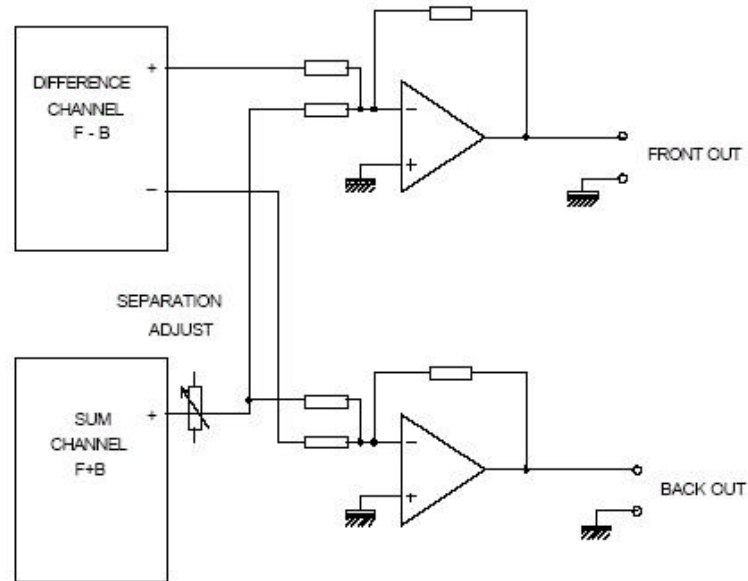 DIFFERENCE
CHANNEL
F - B
+
−
−
+
FRONT OUT
SEPARATION
ADJUST
SUM
CHANNEL
F+B
+
−
+
BACK OUT